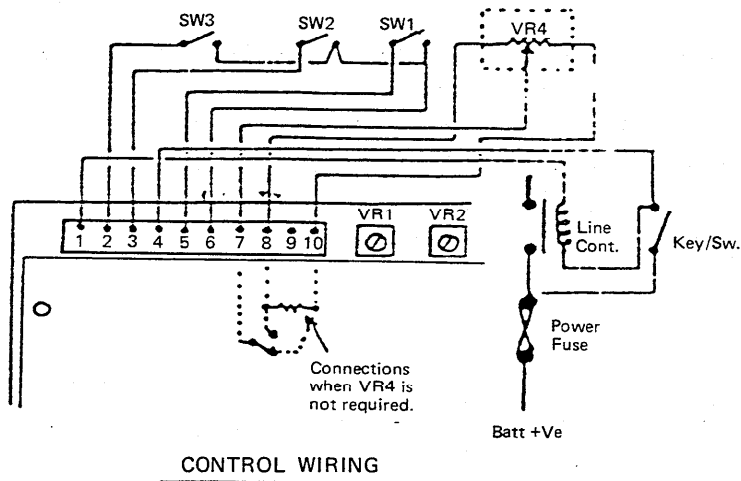 SW3 SW2 SW1 VR4
VR1 VR2
1 2 3 4 5 6 7 8 9 10
Line
Cont.
Key/Sw.
Power
Fuse
Connections
when VR4 is
not required.
Batt +Ve
CONTROL WIRING